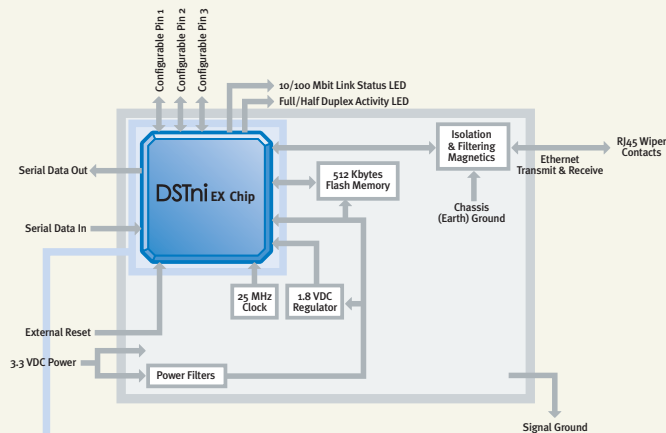 Configurable Pin 1
Configurable Pin 2
Configurable Pin 3
10/100 Mbit Link Status LED
Full/Half Duplex Activity LED
Isolation
& Filtering
Magnetics
RJ45 Wiper
Contacts
Ethernet
Transmit & Receive
Serial Data Out
512 Kbytes
Flash Memory
DSTni EX Chip
Chassis
(Earth) Ground
Serial Data In
25 MHz
Clock
1.8 VDC
Regulator
External Reset
3.3 VDC Power
Power Filters
Signal Ground